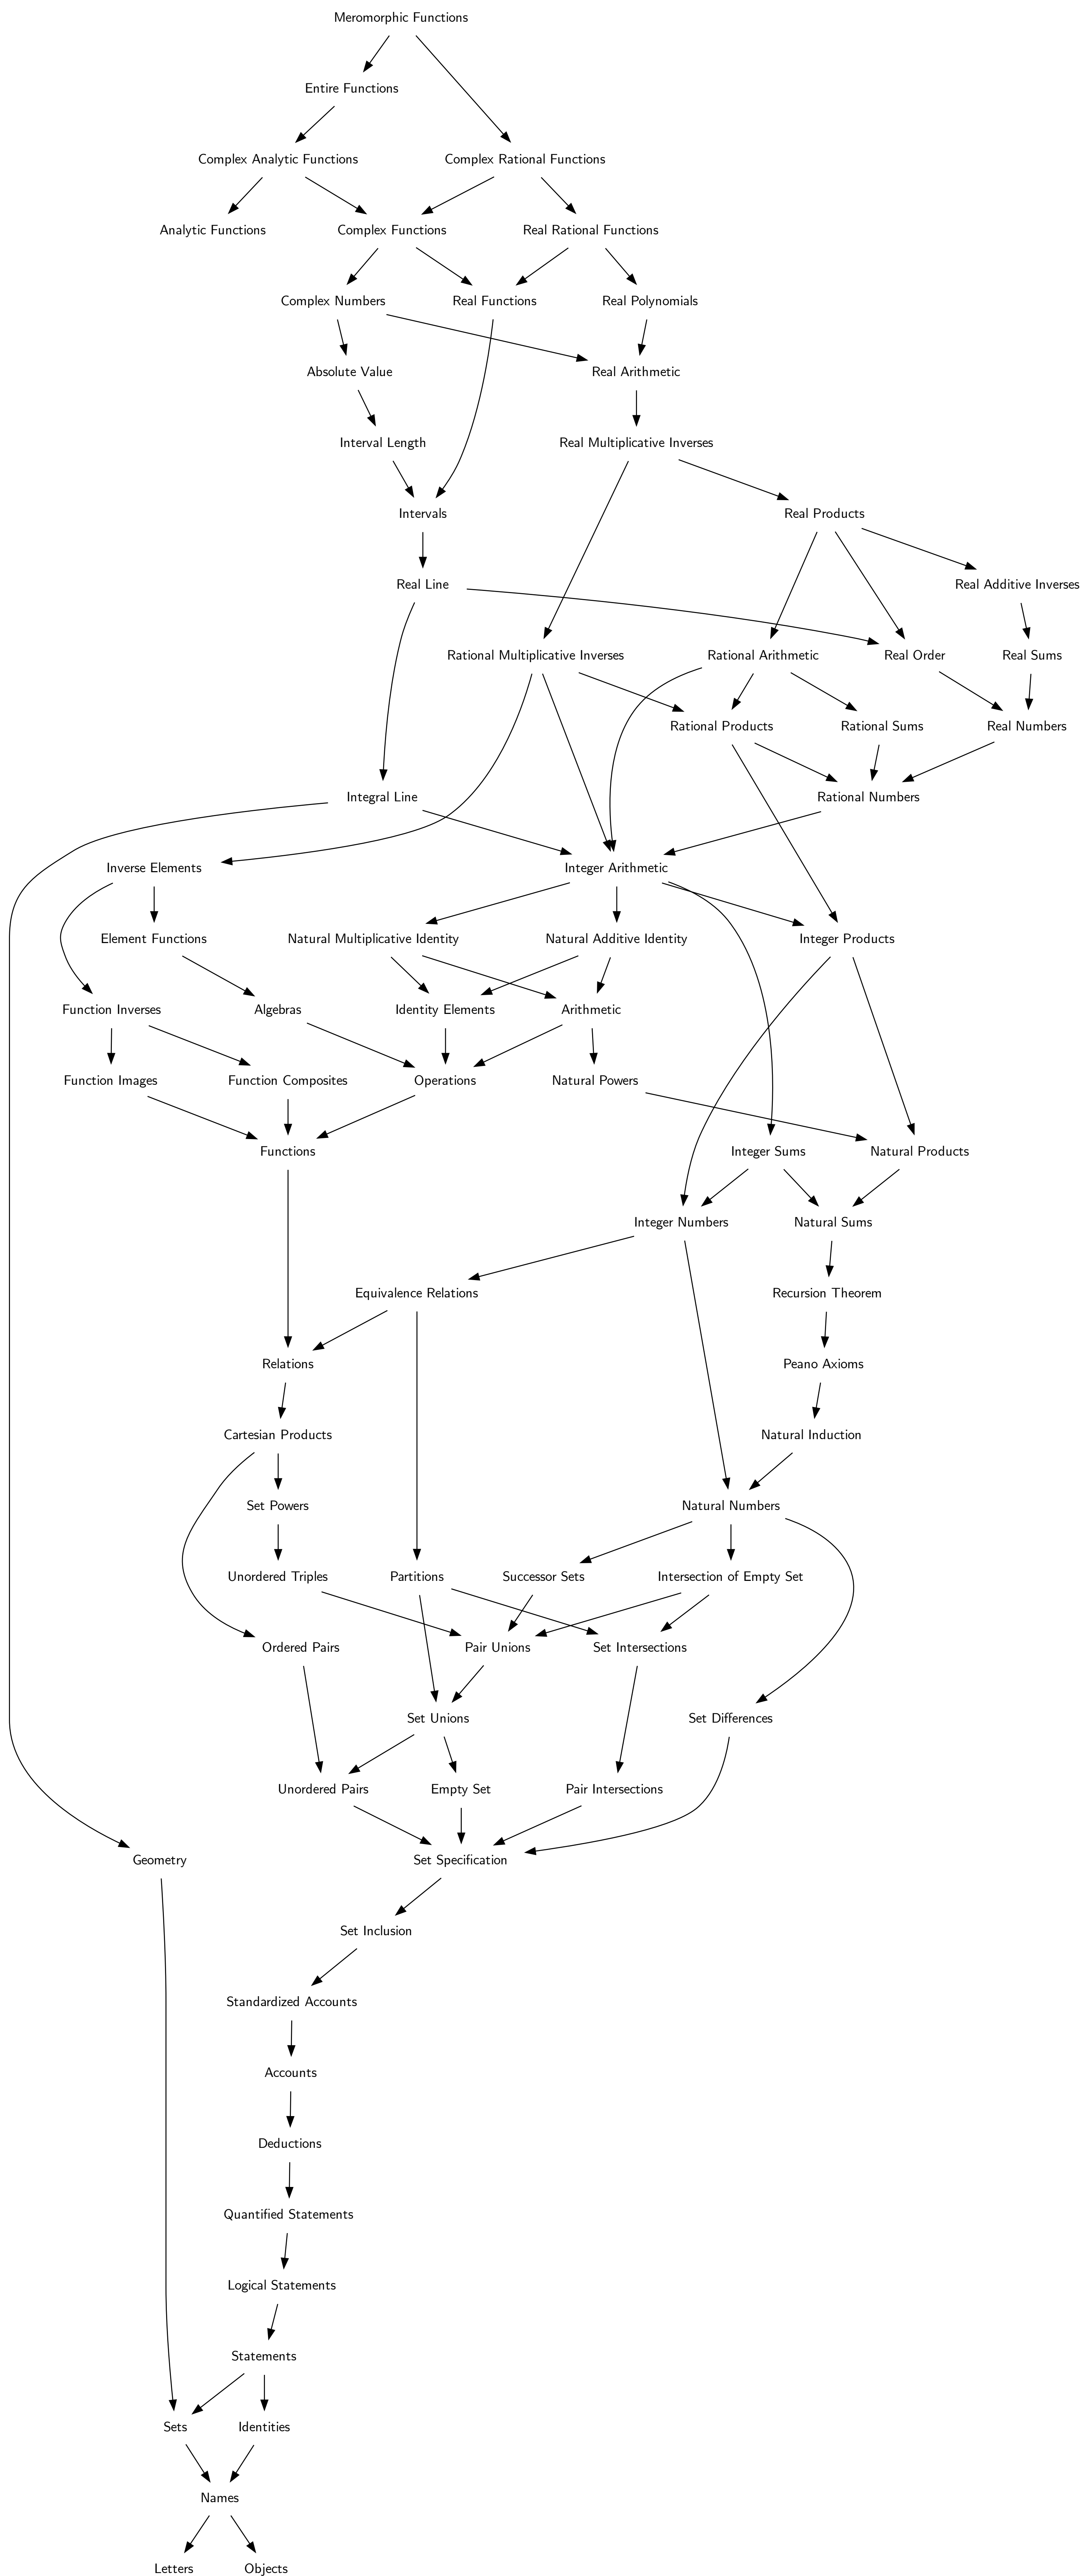 Meromorphic Functions
Entire Functions
Complex Analytic Functions
Complex Rational Functions
Analytic Functions
Complex Functions
Real Rational Functions
Complex Numbers
Real Functions
Real Polynomials
Absolute Value
Real Arithmetic
Interval Length
Real Multiplicative Inverses
Intervals
Real Products
Real Line
Real Additive Inverses
Rational Multiplicative Inverses
Rational Arithmetic
Real Order
Real Sums
Rational Products
Rational Sums
Real Numbers
Integral Line
Rational Numbers
Inverse Elements
Integer Arithmetic
Element Functions
Natural Multiplicative Identity
Natural Additive Identity
Integer Products
Function Inverses
Algebras
Identity Elements
Arithmetic
Function Images
Function Composites
Operations
Natural Powers
Functions
Integer Sums
Natural Products
Integer Numbers
Natural Sums
Equivalence Relations
Recursion Theorem
Relations
Peano Axioms
Cartesian Products
Natural Induction
Set Powers
Natural Numbers
Unordered Triples
Partitions
Successor Sets
Intersection of Empty Set
Ordered Pairs
Pair Unions
Set Intersections
Set Unions
Set Differences
Unordered Pairs
Empty Set
Pair Intersections
Geometry
Set Specification
Set Inclusion
Standardized Accounts
Accounts
Deductions
Quantified Statements
Logical Statements
Statements
Sets
Identities
Names
Letters
Objects